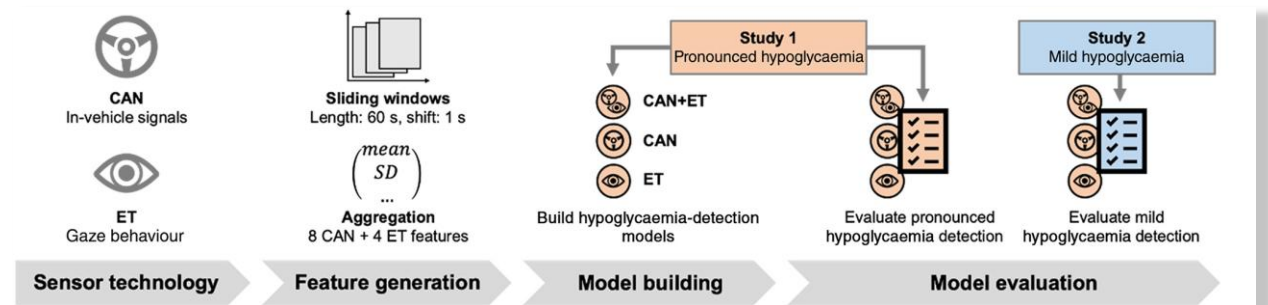 CAN
In-vehicle signals
ET
Gaze behaviour
Sliding windows
Length: 60 s, shift: 1 s
mean
SD
...
Aggregation
8 CAN + 4 ET features
Study 1
Pronounced hypoglycaemia
CAN+ET
CAN
ET
Build hypoglycaemia-detection
models
Evaluate pronounced
hypoglycaemia detection
Study 2
Mild hypoglycaemia
Evaluate mild
hypoglycaemia detection
Sensor technology
Feature generation
Model building
Model evaluation